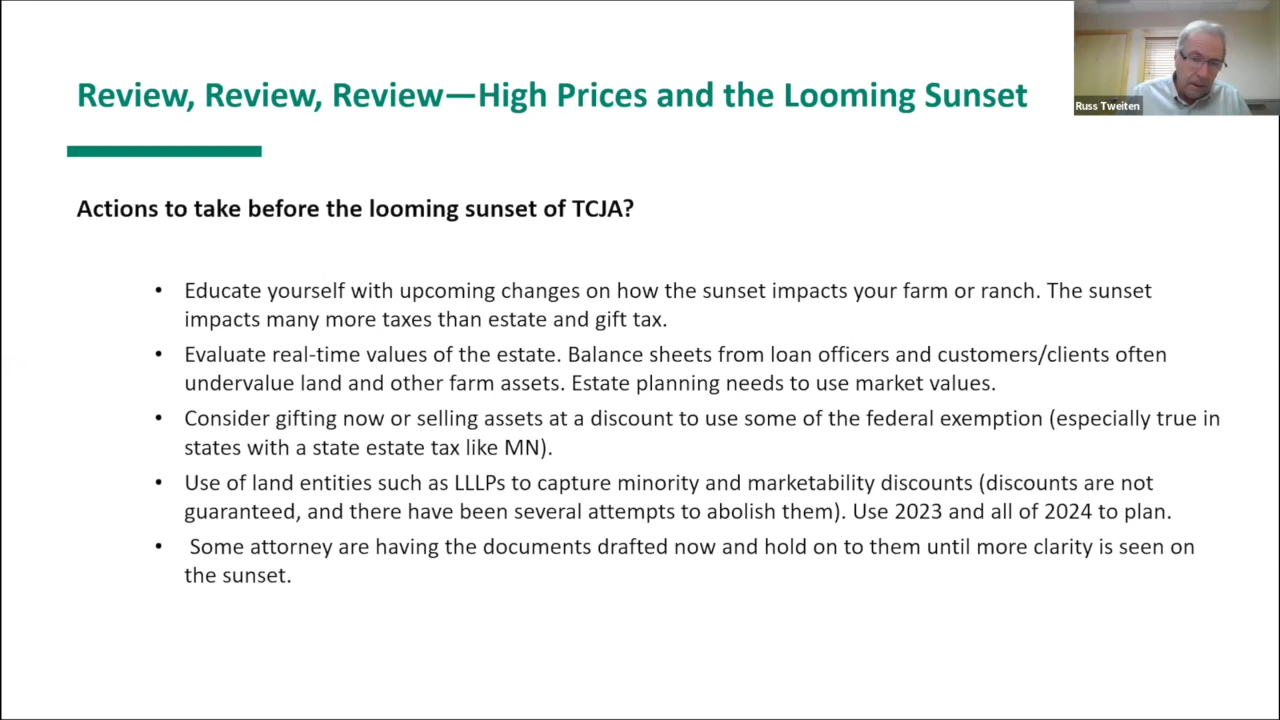 Review, Review, Review—High Prices and the Looming Sunset
Russ Tweiten
Actions to take before the looming sunset of TCJA?
• Educate yourself with upcoming changes on how the sunset impacts your farm or ranch. The sunset
impacts many more taxes than estate and gift tax.
• Evaluate real-time values of the estate. Balance sheets from loan officers and customers/clients often
undervalue land and other farm assets. Estate planning needs to use market values.
• Consider gifting now or selling assets at a discount to use some of the federal exemption (especially true in
states with a state estate tax like MN).
• Use of land entities such as LLLPs to capture minority and marketability discounts (discounts are not
guaranteed, and there have been several attempts to abolish them). Use 2023 and all of 2024 to plan.
• Some attorney are having the documents drafted now and hold on to them until more clarity is seen on
the sunset.